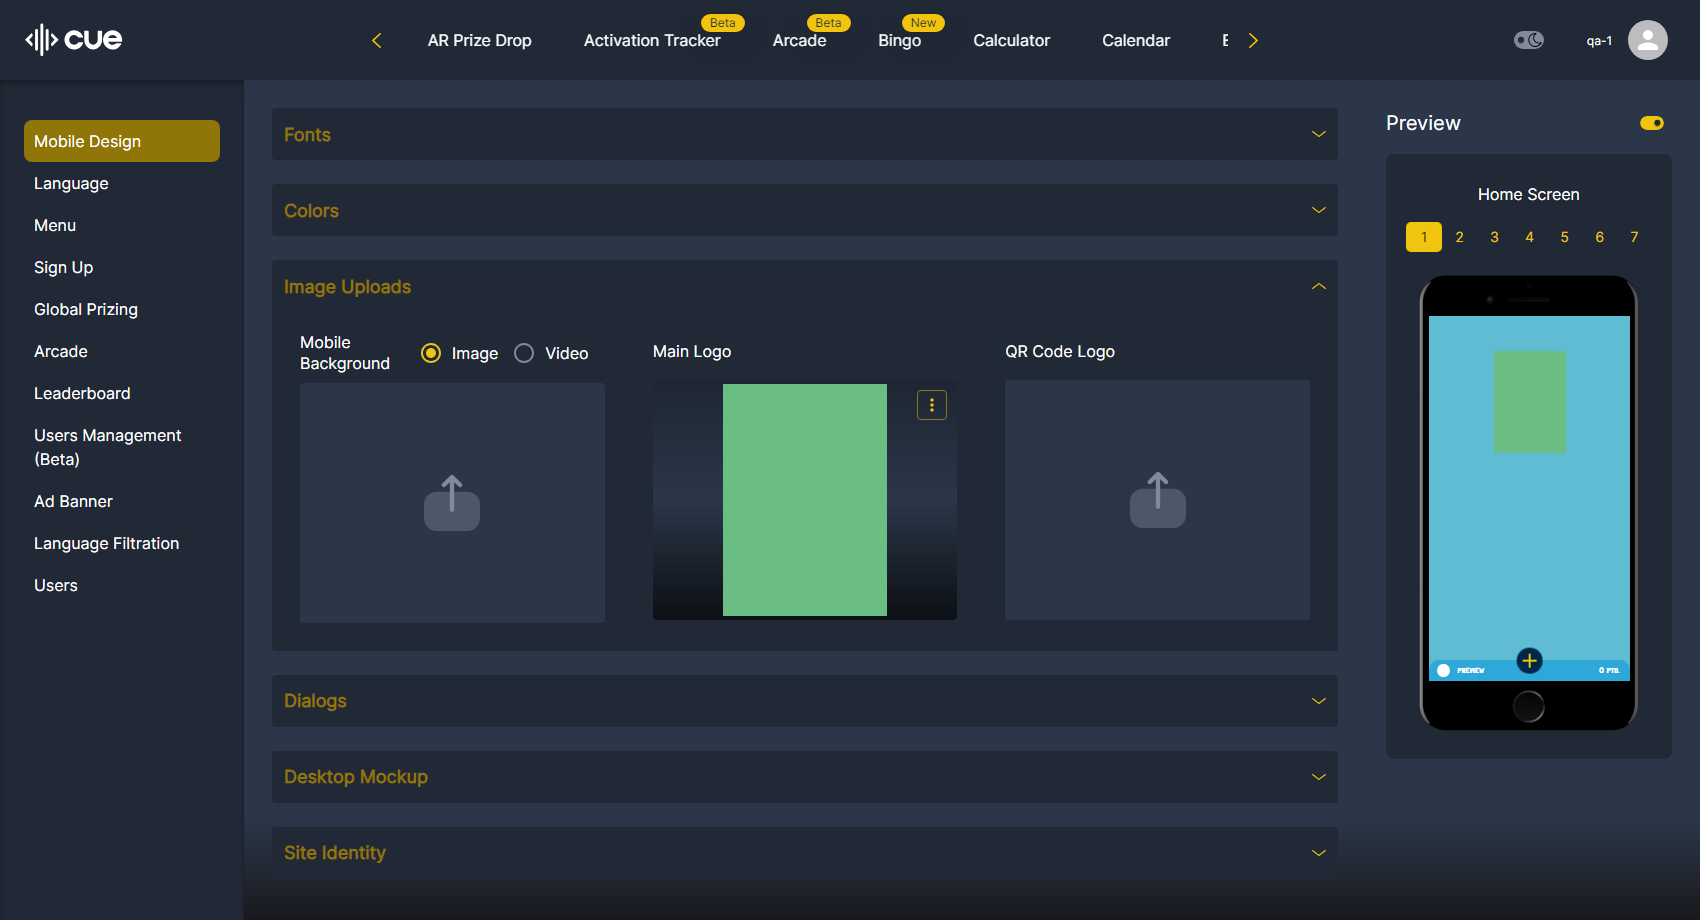 cue
AR Prize Drop
Activation Tracker
Beta
Arcade
Beta
Bingo
New
Calculator
Calendar
qa-1
Mobile Design
Language
Menu
Sign Up
Global Prizing
Arcade
Leaderboard
Users Management
(Beta)
Ad Banner
Language Filtration
Users
Fonts
Colors
Image Uploads
Mobile
Background
Image
Video
Main Logo
QR Code Logo
Dialogs
Desktop Mockup
Site Identity
Preview
Home Screen
1 2 3 4 5 6 7
PREVIEW
0 PTS.